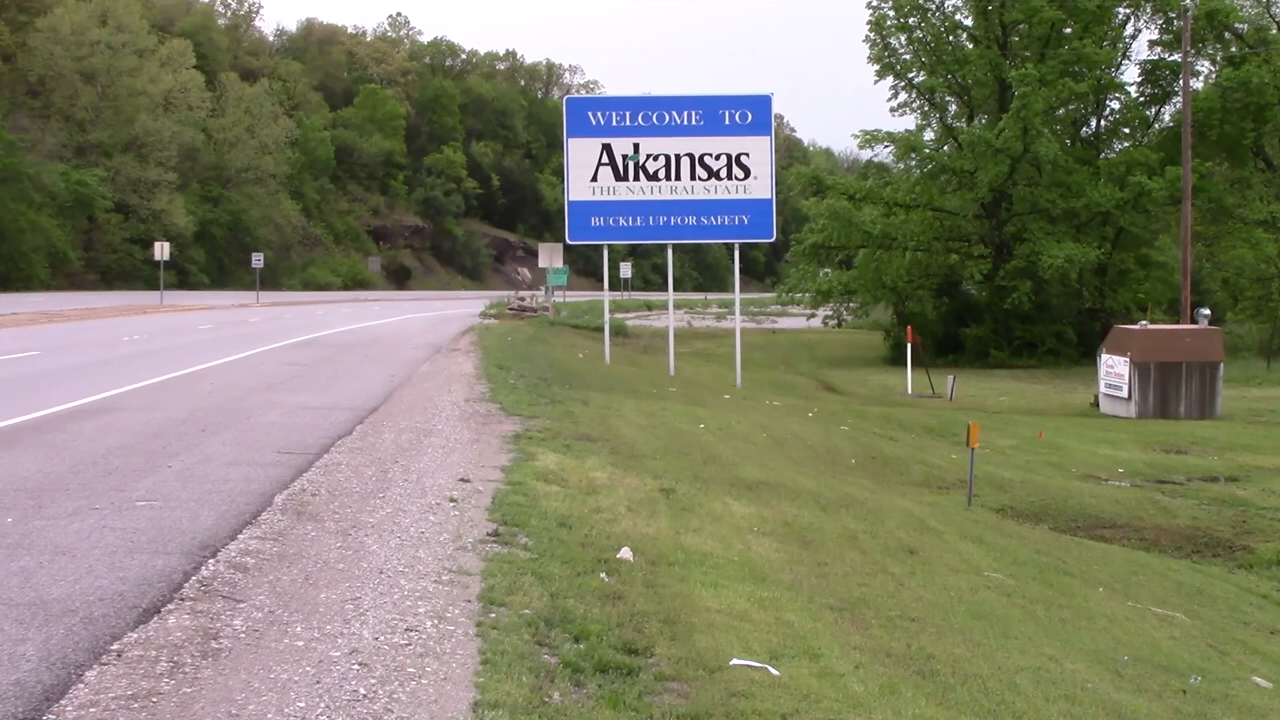 WELCOME TO
Arkansas®
THE NATURAL STATE
BUCKLE UP FOR SAFETY